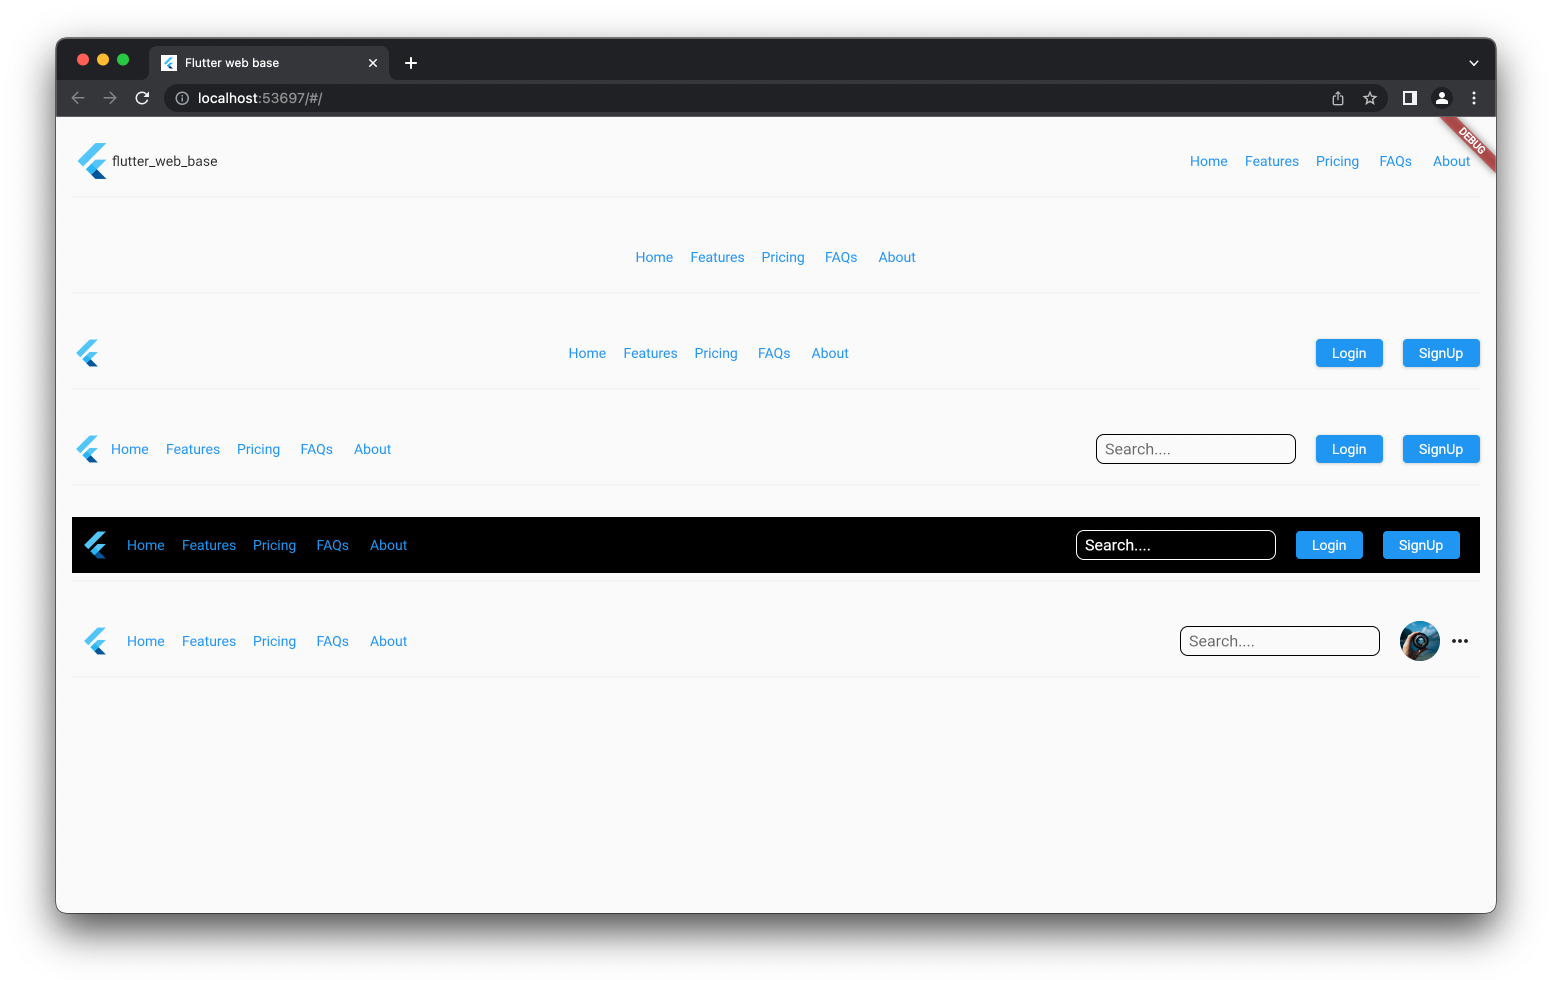 Flutter web base
localhost:53697/#/
DEBUG
flutter_web_base Home Features Pricing FAQs About
Home Features Pricing FAQs About
Home Features Pricing FAQs About Login SignUp
Home Features Pricing FAQs About Search.... Login SignUp
Home Features Pricing FAQs About Search.... Login SignUp
Home Features Pricing FAQs About Search....